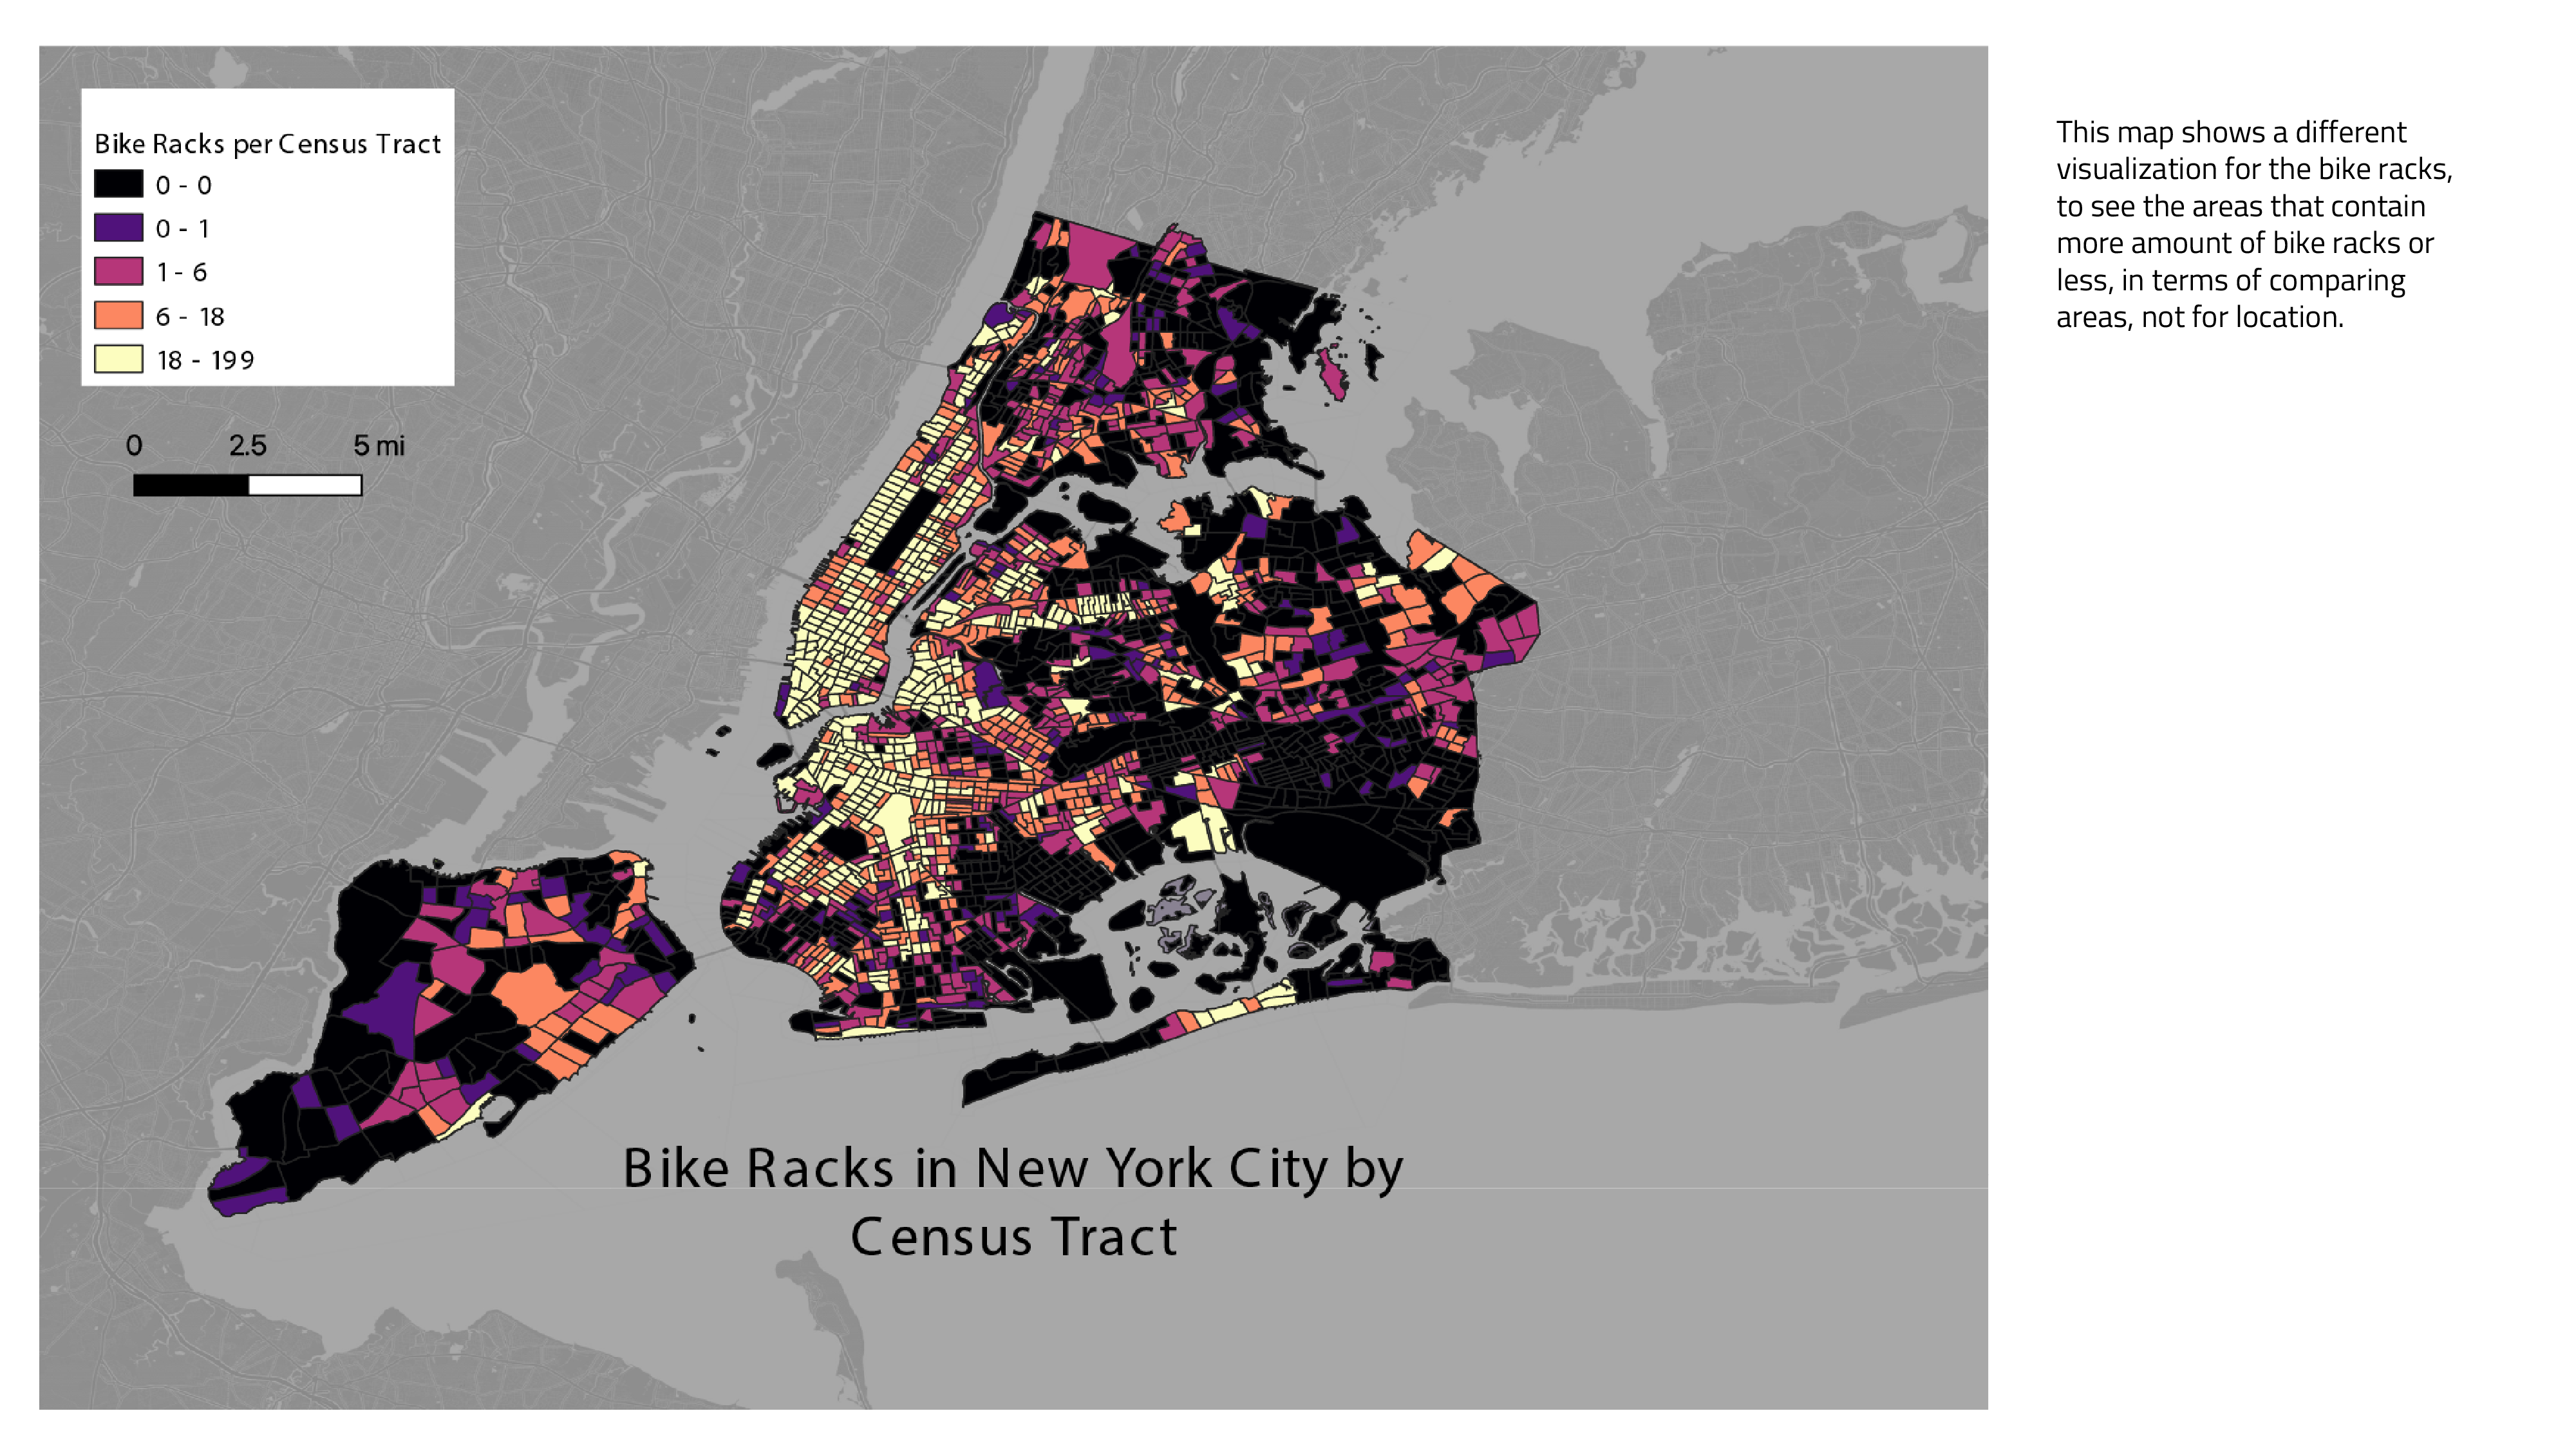 Bike Racks per Census Tract
0 - 0
0 - 1
1 - 6
6 - 18
18 - 199
0 2.5 5 mi
This map shows a different
visualization for the bike racks,
to see the areas that contain
more amount of bike racks or
less, in terms of comparing
areas, not for location.
Bike Racks in New York City by
Census Tract